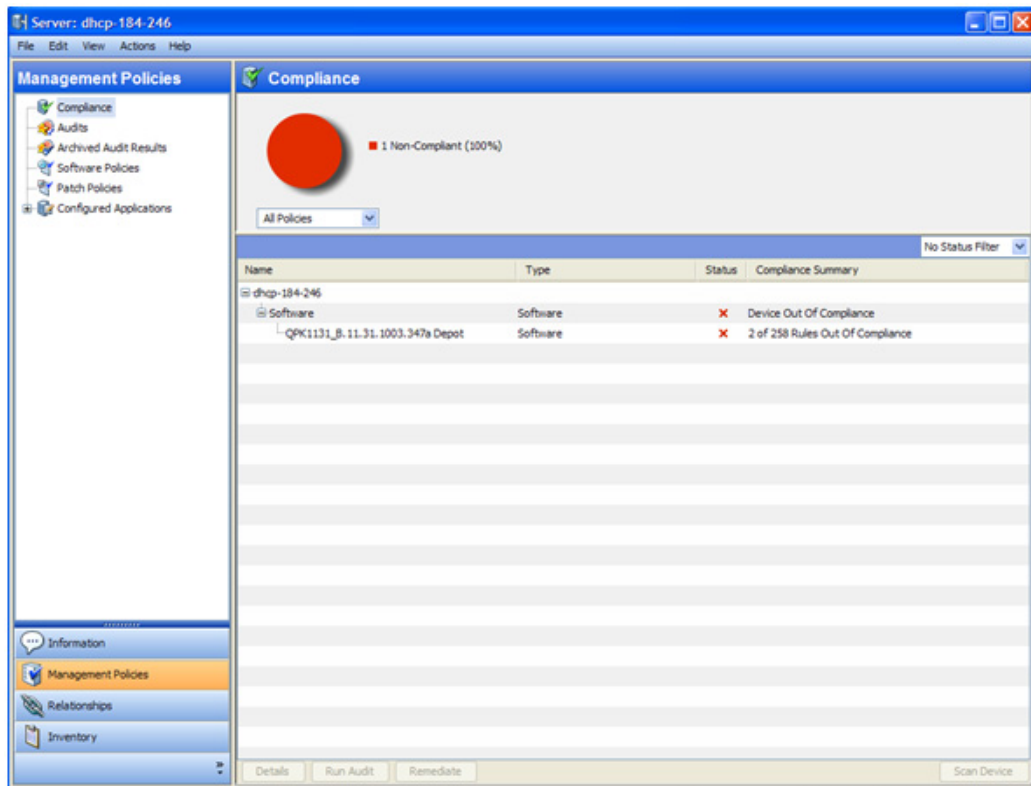 Server: dhcp-184-246
File Edit View Actions Help
Management Policies
Compliance
Audits
Archived Audit Results
Software Policies
Patch Policies
Configured Applications
Information
Management Policies
Relationships
Inventory
Compliance
1 Non-Compliant (100%)
All Policies
No Status Filter
Name Type Status Compliance Summary
dhcp-184-246
Software Software Device Out Of Compliance
QPK1131_B.11.31.1003.347a Depot Software 2 of 258 Rules Out Of Compliance
Details Run Audit Remediate Scan Device